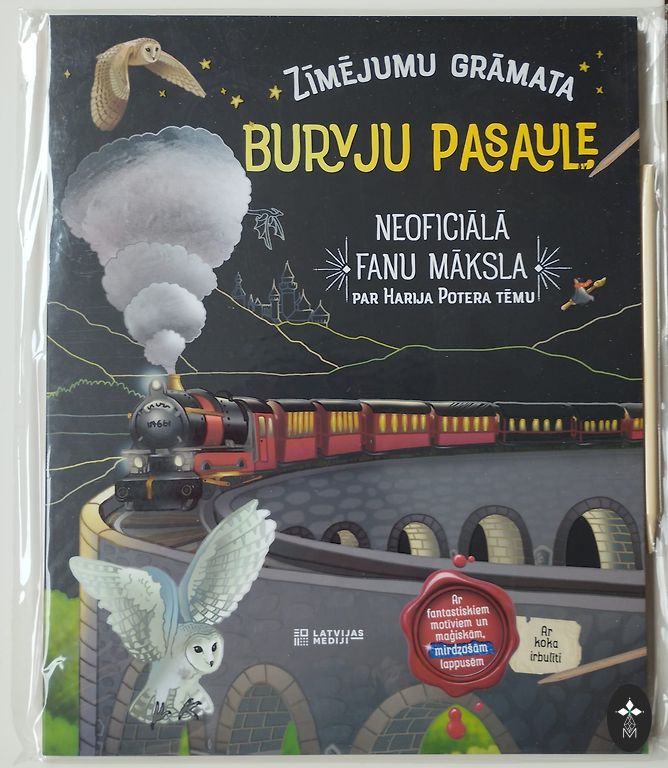 ZĪMĒJUMU GRĀMATA
BURVJU PASAULE
NEOFICIĀLĀ
FANU MĀKSLA
PAR HARIJA POTERA TĒMU
LATVIJAS
MEDIJI
Ar
fantastiskiem
motīviem un
maģiskām,
mirdzošām
lappusēm
Ar
koka
irbulīti